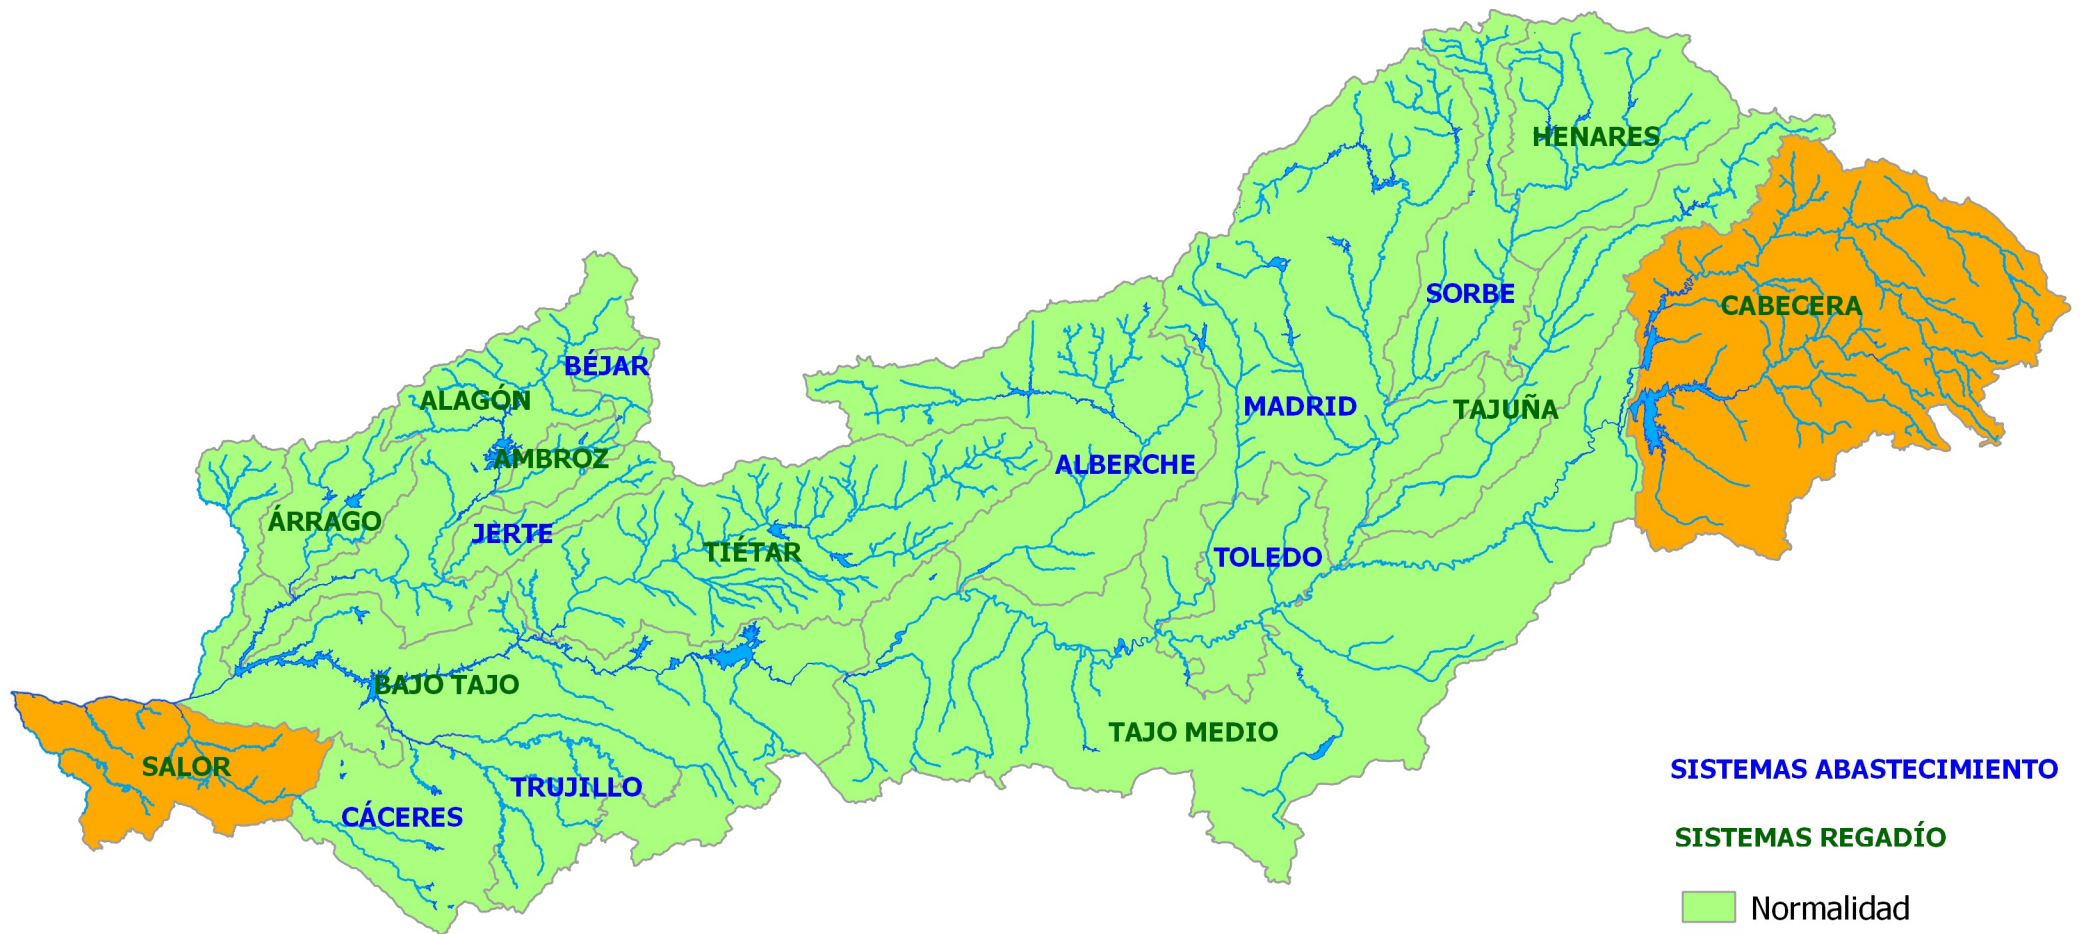 HENARES
SORBE
CABECERA
BÉJAR
ALAGÓN
MADRID
TAJUÑA
AMBROZ
ALBERCHE
ÁRRAGO
JERTE
TIÉTAR
TOLEDO
BAJO TAJO
TAJO MEDIO
SALOR
TRUJILLO
CÁCERES
SISTEMAS ABASTECIMIENTO
SISTEMAS REGADÍO
Normalidad